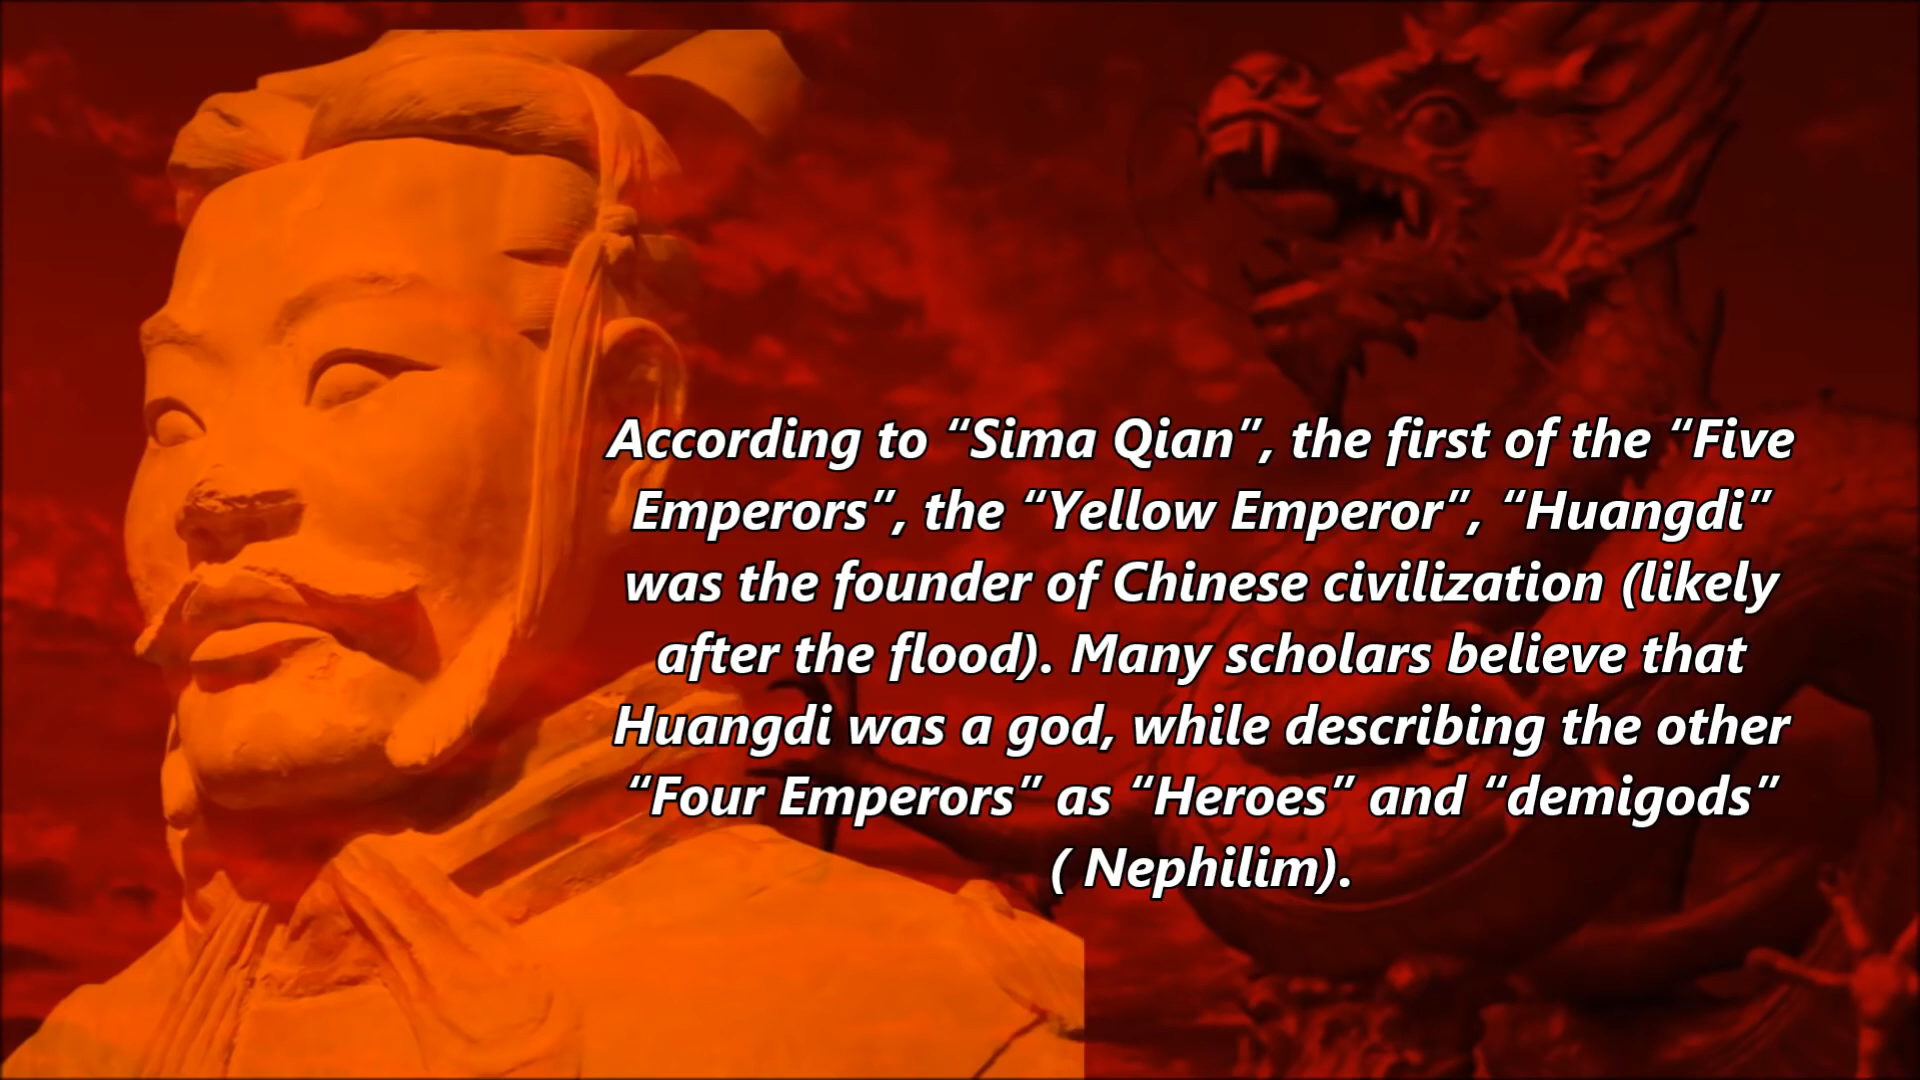 According to “Sima Qian”, the first of the “Five
Emperors”, the “Yellow Emperor”, “Huangdi”
was the founder of Chinese civilization (likely
after the flood). Many scholars believe that
Huangdi was a god, while describing the other
“Four Emperors” as “Heroes” and “demigods”
( Nephilim).